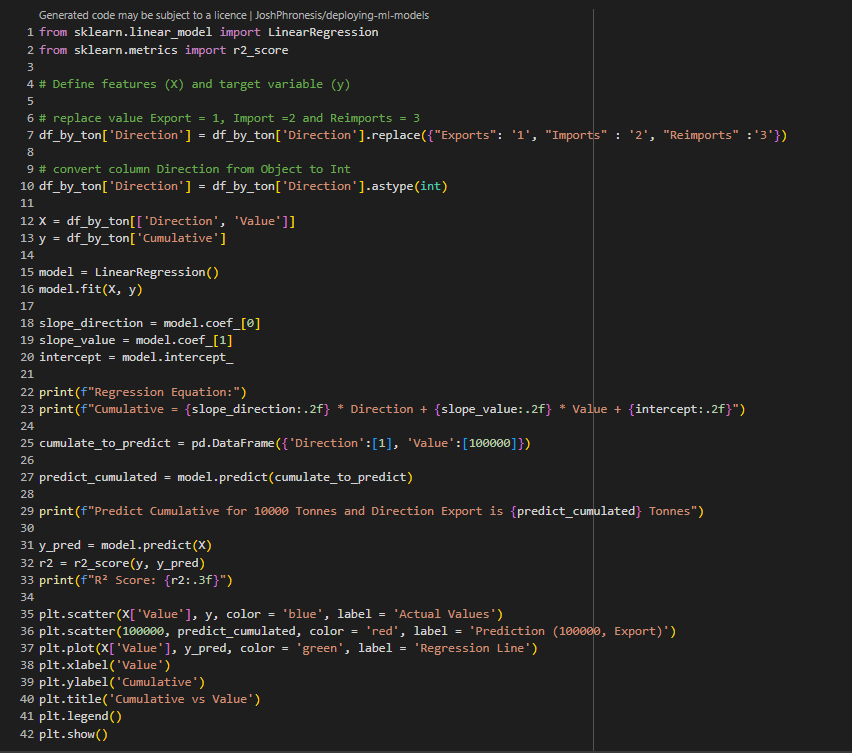 Generated code may be subject to a licence | JoshPhronesis/deploying-ml-models
1 from sklearn.linear_model import LinearRegression
2 from sklearn.metrics import r2_score
3
4 # Define features (X) and target variable (y)
5
6 # replace value Export = 1, Import =2 and Reimports = 3
7 df_by_ton['Direction'] = df_by_ton['Direction'].replace({"Exports": '1', "Imports" : '2', "Reimports" :'3'})
8
9 # convert column Direction from Object to Int
10 df_by_ton['Direction'] = df_by_ton['Direction'].astype(int)
11
12 X = df_by_ton[['Direction', 'Value']]
13 y = df_by_ton['Cumulative']
14
15 model = LinearRegression()
16 model.fit(X, y)
17
18 slope_direction = model.coef_[0]
19 slope_value = model.coef_[1]
20 intercept = model.intercept_
21
22 print(f"Regression Equation:")
23 print(f"Cumulative = {slope_direction:.2f} * Direction + {slope_value:.2f} * Value + {intercept:.2f}")
24
25 cumulate_to_predict = pd.DataFrame({'Direction':[1], 'Value':[100000]})
26
27 predict_cumulated = model.predict(cumulate_to_predict)
28
29 print(f"Predict Cumulative for 10000 Tonnes and Direction Export is {predict_cumulated} Tonnes")
30
31 y_pred = model.predict(X)
32 r2 = r2_score(y, y_pred)
33 print(f"R² Score: {r2:.3f}")
34
35 plt.scatter(X['Value'], y, color = 'blue', label = 'Actual Values')
36 plt.scatter(100000, predict_cumulated, color = 'red', label = 'Prediction (100000, Export)')
37 plt.plot(X['Value'], y_pred, color = 'green', label = 'Regression Line')
38 plt.xlabel('Value')
39 plt.ylabel('Cumulative')
40 plt.title('Cumulative vs Value')
41 plt.legend()
42 plt.show()